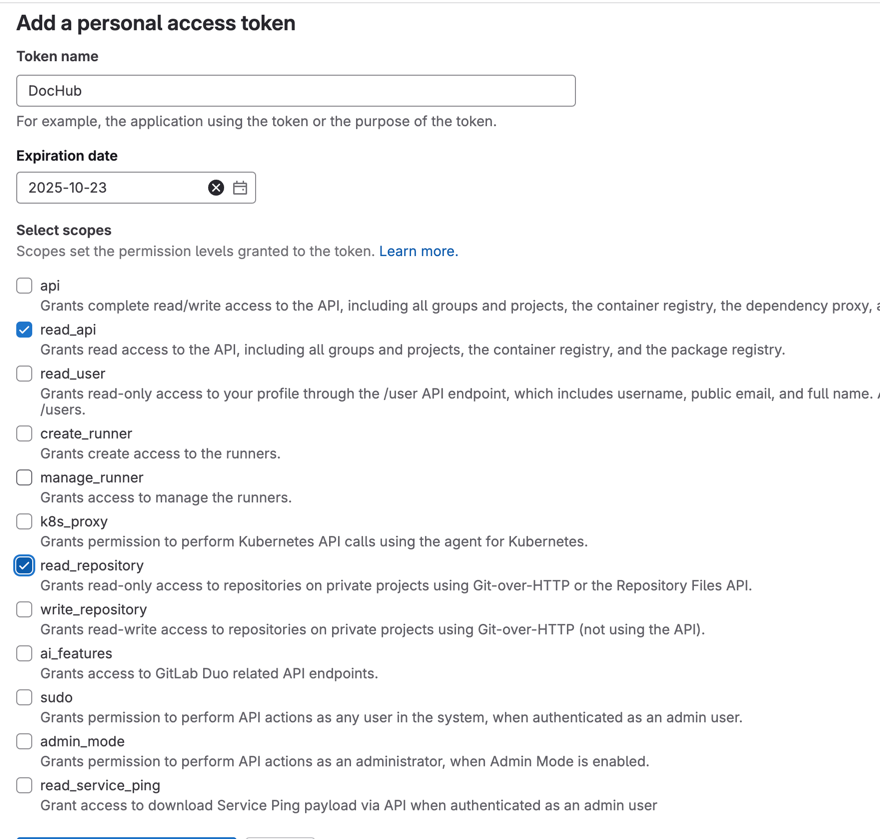 Add a personal access token
Token name
DocHub
For example, the application using the token or the purpose of the token.
Expiration date
2025-10-23
Select scopes
Scopes set the permission levels granted to the token. Learn more.
api
Grants complete read/write access to the API, including all groups and projects, the container registry, the dependency proxy,
read_api
Grants read access to the API, including all groups and projects, the container registry, and the package registry.
read_user
Grants read-only access to your profile through the /user API endpoint, which includes username, public email, and full name.
/users.
create_runner
Grants create access to the runners.
manage_runner
Grants access to manage the runners.
k8s_proxy
Grants permission to perform Kubernetes API calls using the agent for Kubernetes.
read_repository
Grants read-only access to repositories on private projects using Git-over-HTTP or the Repository Files API.
write_repository
Grants read-write access to repositories on private projects using Git-over-HTTP (not using the API).
ai_features
Grants access to GitLab Duo related API endpoints.
sudo
Grants permission to perform API actions as any user in the system, when authenticated as an admin user.
admin_mode
Grants permission to perform API actions as an administrator, when Admin Mode is enabled.
read_service_ping
Grant access to download Service Ping payload via API when authenticated as an admin user